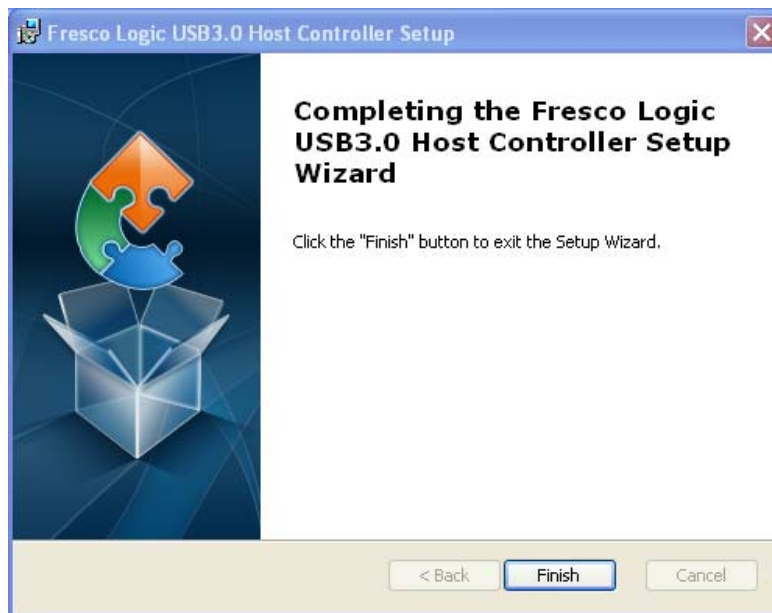 Fresco Logic USB3.0 Host Controller Setup
Completing the Fresco Logic
USB3.0 Host Controller Setup
Wizard
Click the "Finish" button to exit the Setup Wizard.
< Back
Finish
Cancel